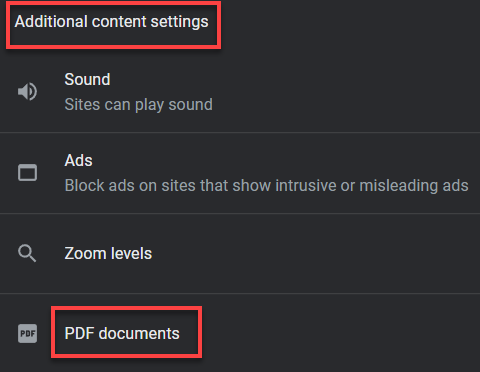 Additional content settings
Sound
Sites can play sound
Ads
Block ads on sites that show intrusive or misleading ads
Zoom levels
PDF
PDF documents